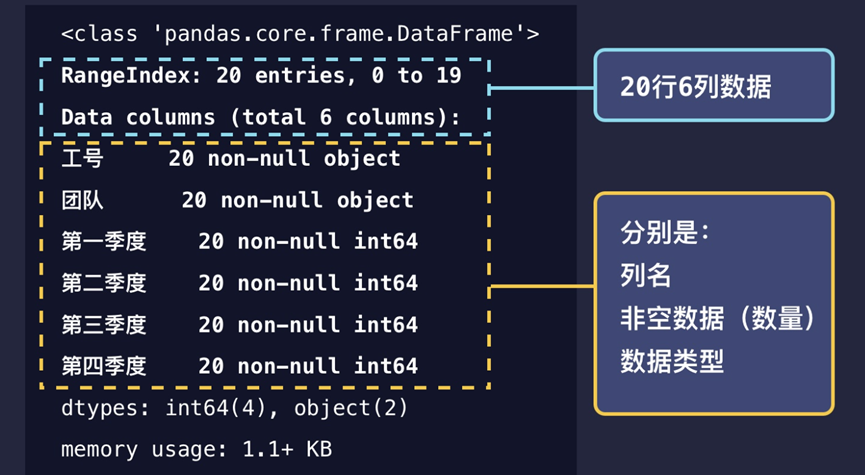 <class 'pandas.core.frame.DataFrame'>
RangeIndex: 20 entries, 0 to 19
Data columns (total 6 columns):
工号 20 non-null object
团队 20 non-null object
第一季度 20 non-null int64
第二季度 20 non-null int64
第三季度 20 non-null int64
第四季度 20 non-null int64
dtypes: int64(4), object(2)
memory usage: 1.1+ KB
20行6列数据
分别是:
列名
非空数据（数量）
数据类型